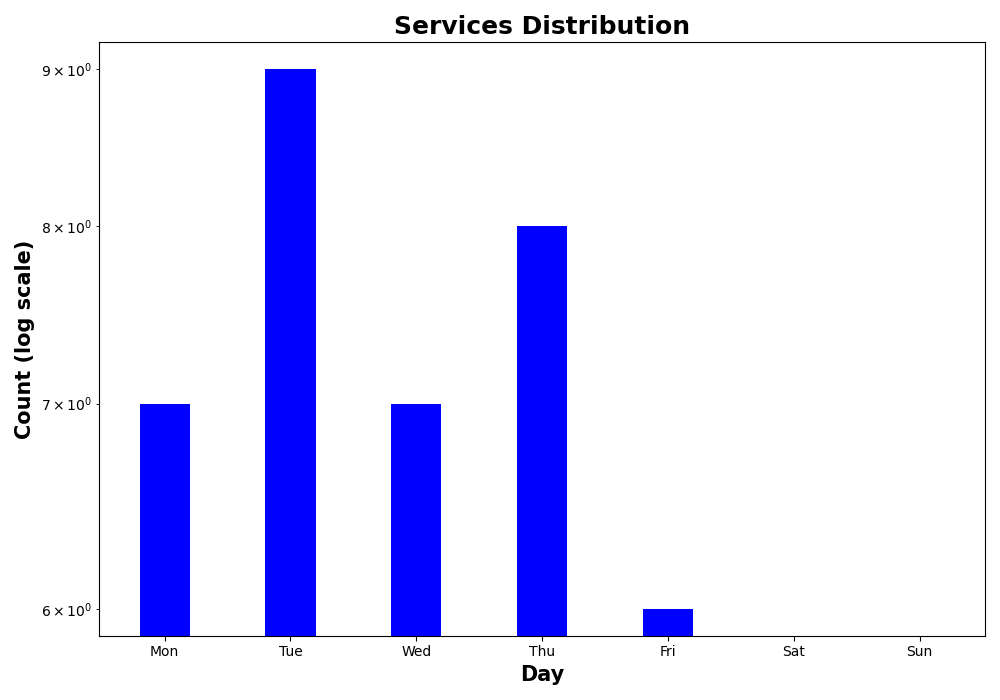 Services Distribution
Count (log scale)
9 × 10⁰
8 × 10⁰
7 × 10⁰
6 × 10⁰
Mon Tue Wed Thu Fri Sat Sun
Day